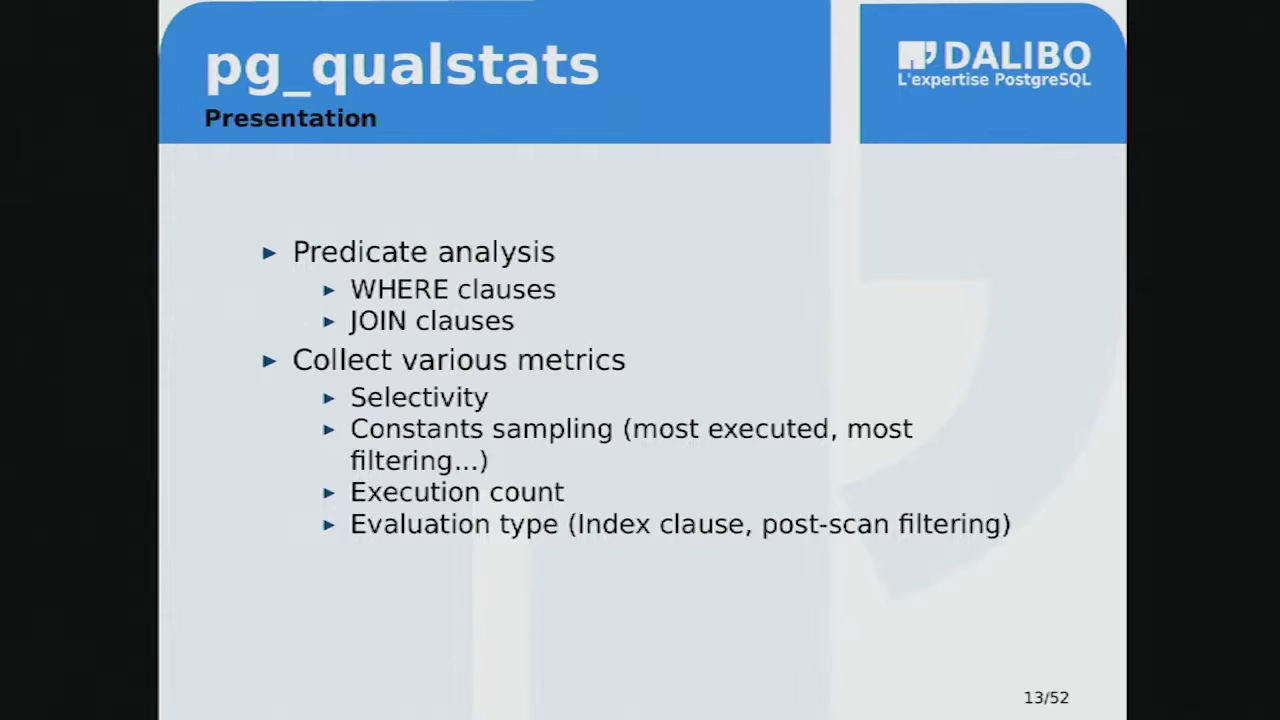 pg_qualstats
Presentation
DALIBO
L'expertise PostgreSQL
Predicate analysis
WHERE clauses
JOIN clauses
Collect various metrics
Selectivity
Constants sampling (most executed, most
filtering...)
Execution count
Evaluation type (Index clause, post-scan filtering)
13/52